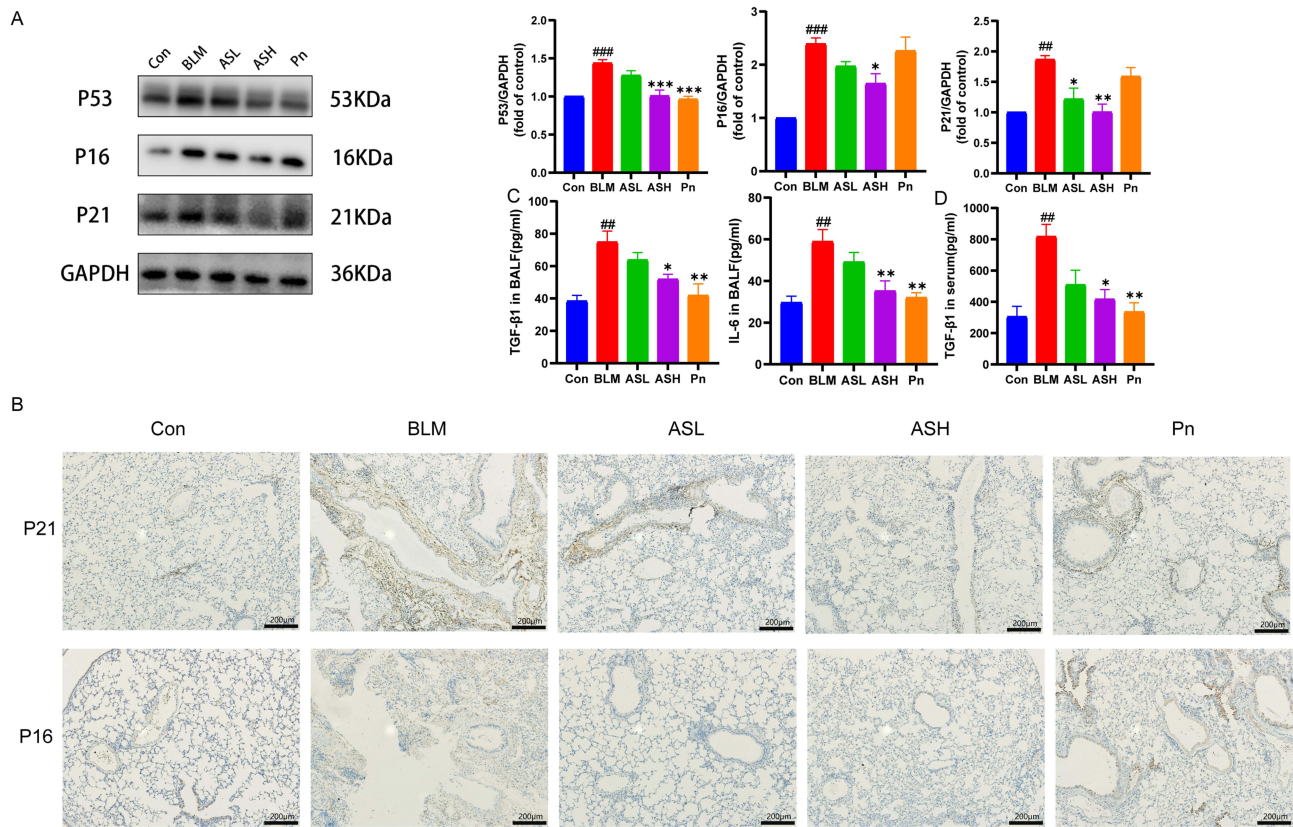 A
Con BLM ASL ASH Pn
P53 53KDa
P16 16KDa
P21 21KDa
GAPDH 36KDa
P53/GAPDH
(fold of control)
2.0
1.5
1.0
0.5
0.0
###
***
***
Con BLM ASL ASH Pn
P16/GAPDH
(fold of control)
3
2
1
0
###
*
Con BLM ASL ASH Pn
P21/GAPDH
(fold of control)
2.5
2.0
1.5
1.0
0.5
0.0
##
*
**
Con BLM ASL ASH Pn
C
TGF-β1 in BALF(pg/ml)
100
80
60
40
20
0
##
*
**
Con BLM ASL ASH Pn
IL-6 in BALF(pg/ml)
80
60
40
20
0
##
**
**
Con BLM ASL ASH Pn
D
TGF-β1 in serum(pg/ml)
1000
800
600
400
200
0
##
*
**
Con BLM ASL ASH Pn
B
Con BLM ASL ASH Pn
P21
200μm 200μm 200μm 200μm 200μm
P16
200μm 200μm 200μm 200μm 200μm